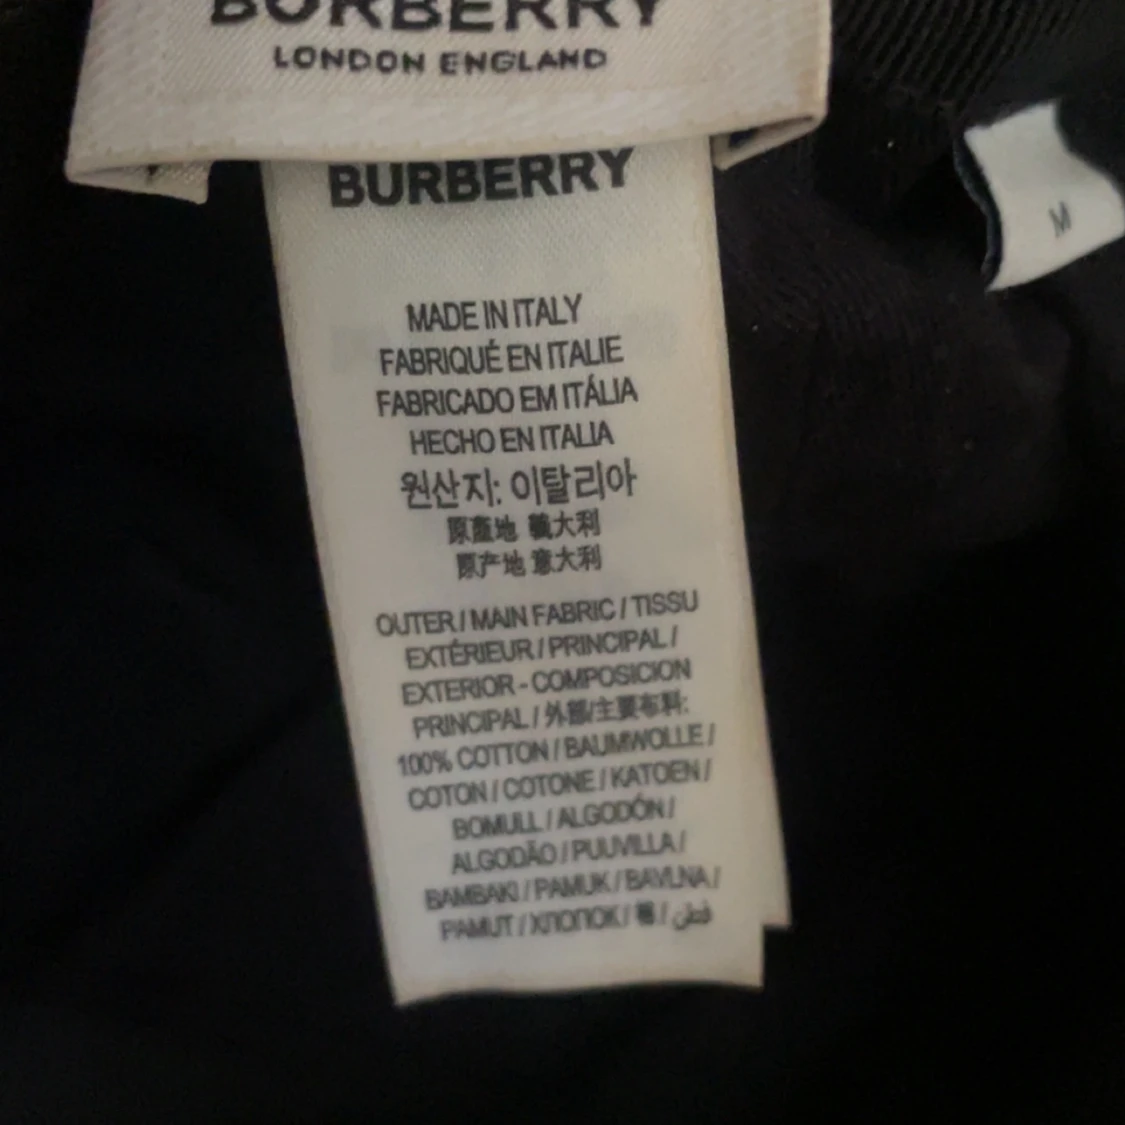 BURBERRY
LONDON ENGLAND
BURBERRY
M
MADE IN ITALY
FABRIQUÉ EN ITALIE
FABRICADO EM ITÁLIA
HECHO EN ITALIA
원산지: 이탈리아
原產地 義大利
原产地 意大利
OUTER / MAIN FABRIC / TISSU
EXTÉRIEUR / PRINCIPAL /
EXTERIOR - COMPOSICION
PRINCIPAL / 外部/主要布料:
100% COTTON / BAUMWOLLE /
COTON / COTONE / KATOEN /
BOMULL / ALGODÓN /
ALGODÃO / PUUVILLA /
BAMBAKI / PAMUK / BAVLNA /
PAMUT / ХЛОПОК / 棉 / قطن